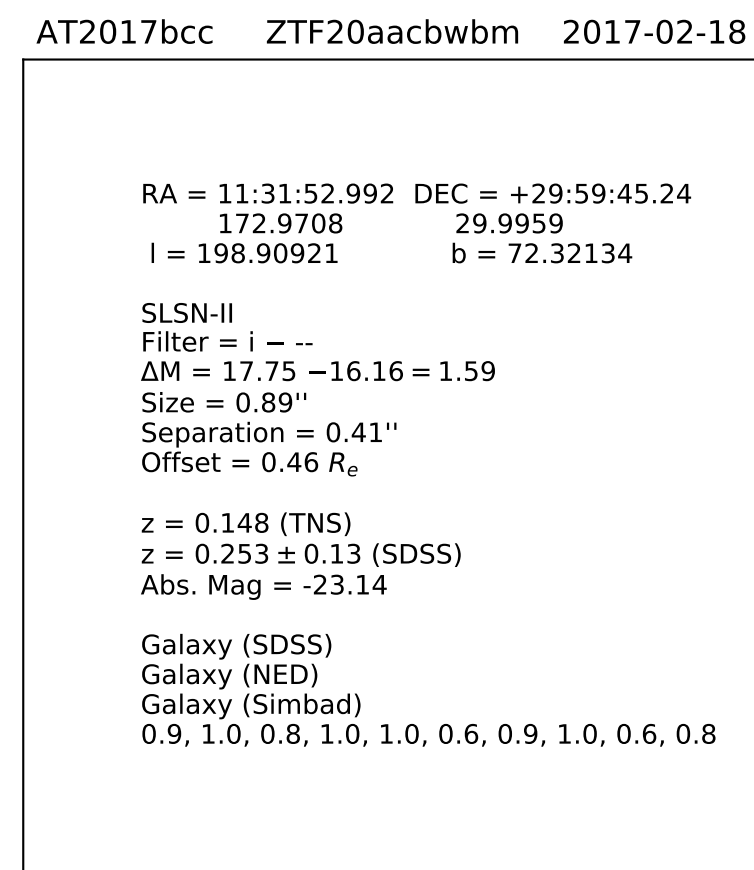 AT2017bcc ZTF20aacbwbm 2017-02-18
RA = 11:31:52.992 DEC = +29:59:45.24
172.9708 29.9959
l = 198.90921 b = 72.32134
SLSN-II
Filter = i − --
ΔM = 17.75 −16.16 = 1.59
Size = 0.89''
Separation = 0.41''
Offset = 0.46 Rₑ
z = 0.148 (TNS)
z = 0.253 ± 0.13 (SDSS)
Abs. Mag = -23.14
Galaxy (SDSS)
Galaxy (NED)
Galaxy (Simbad)
0.9, 1.0, 0.8, 1.0, 1.0, 0.6, 0.9, 1.0, 0.6, 0.8